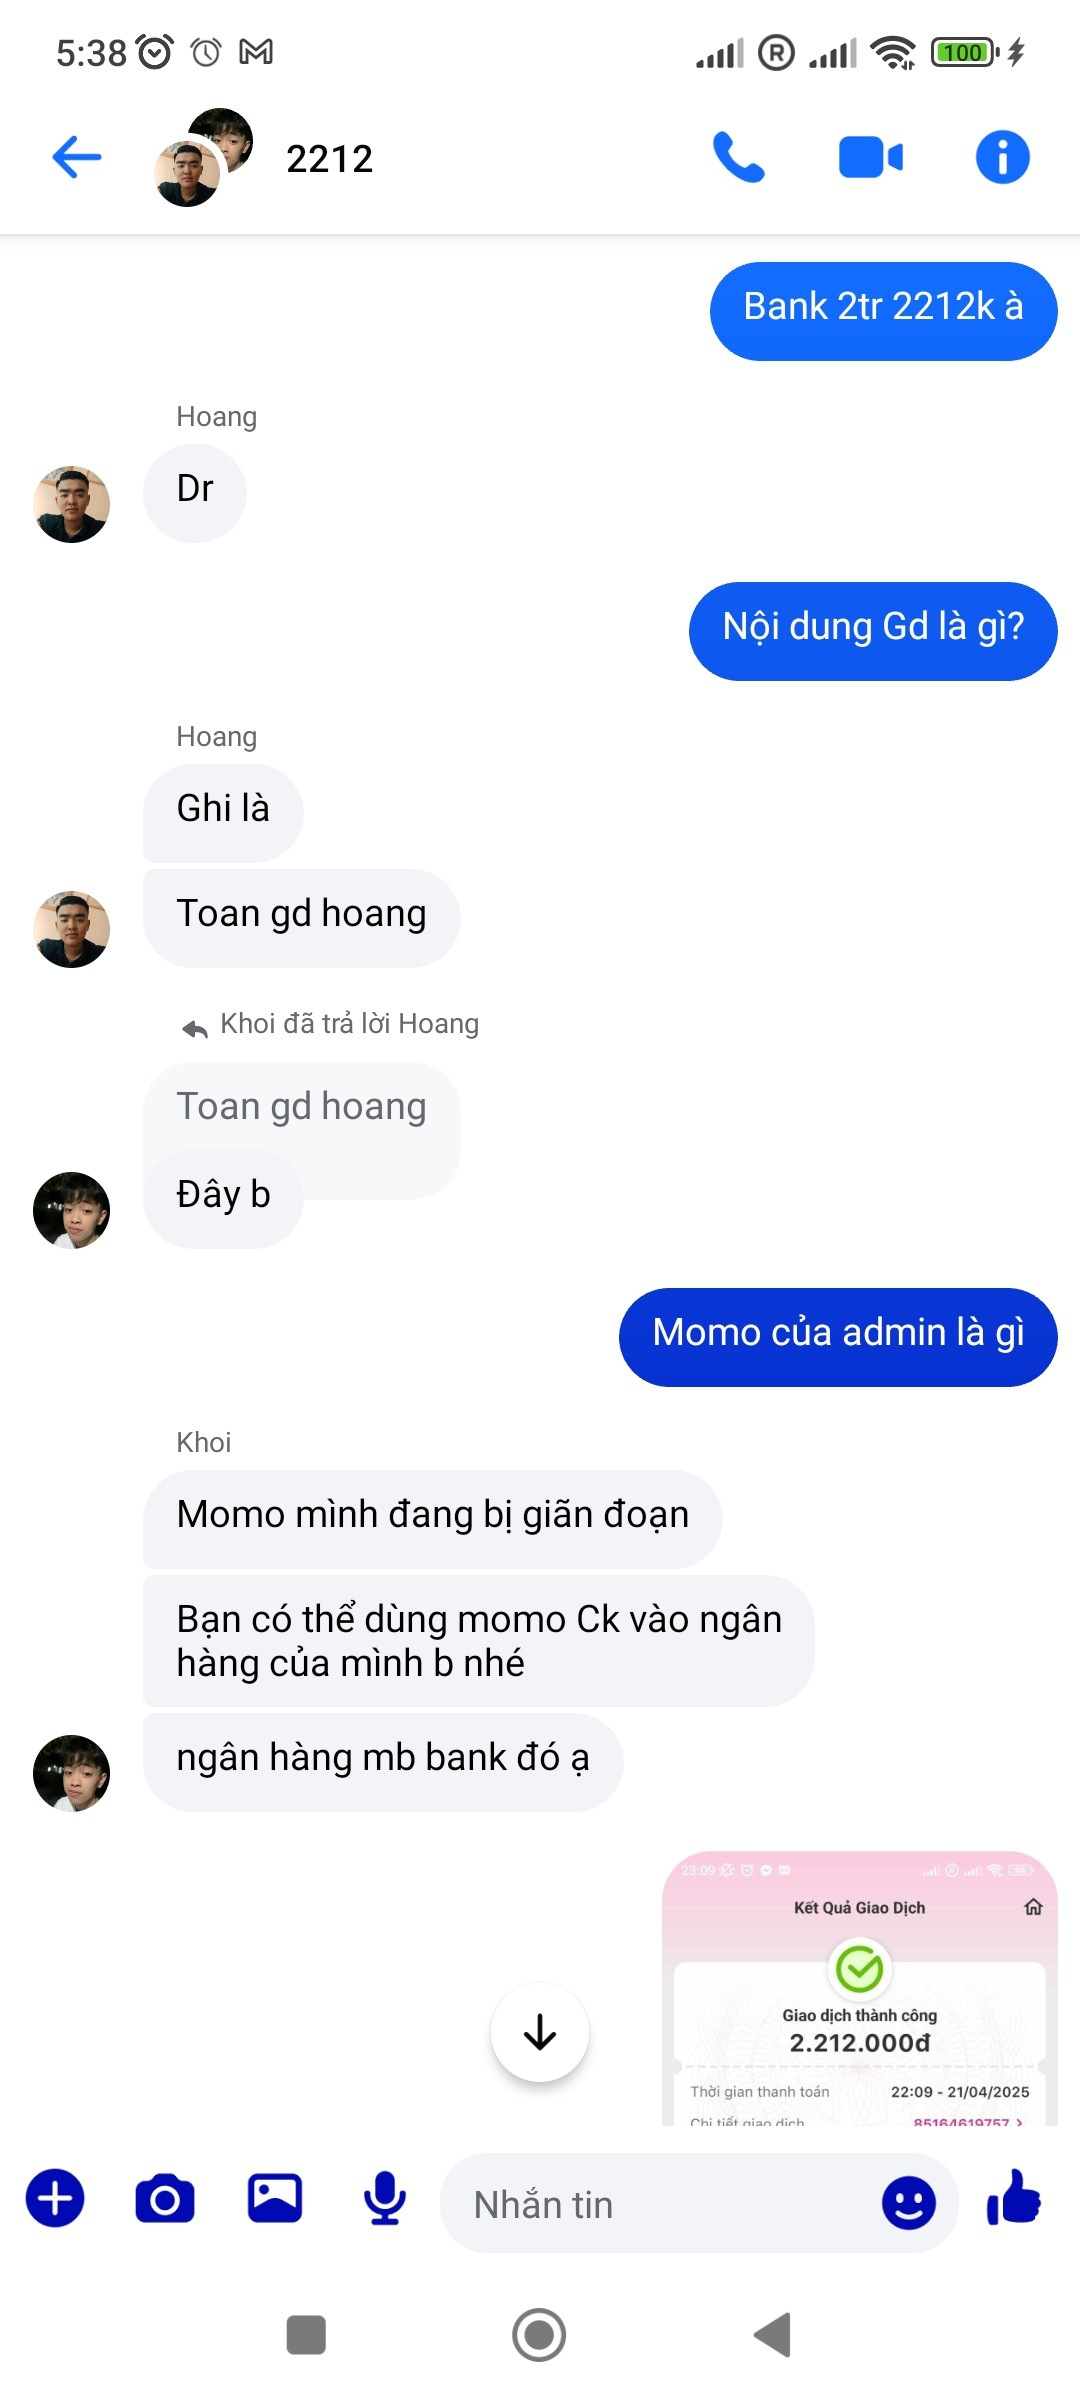 5:38
100
2212
Bank 2tr 2212k à
Hoang
Dr
Nội dung Gd là gì?
Hoang
Ghi là
Toan gd hoang
Khoi đã trả lời Hoang
Toan gd hoang
Đây b
Momo của admin là gì
Khoi
Momo mình đang bị giãn đoạn
Bạn có thể dùng momo Ck vào ngân
hàng của mình b nhé
ngân hàng mb bank đó ạ
23:09
Kết Quả Giao Dịch
Giao dịch thành công
2.212.000đ
Thời gian thanh toán 22:09 - 21/04/2025
Chi tiết giao dịch 85164619757
Nhắn tin